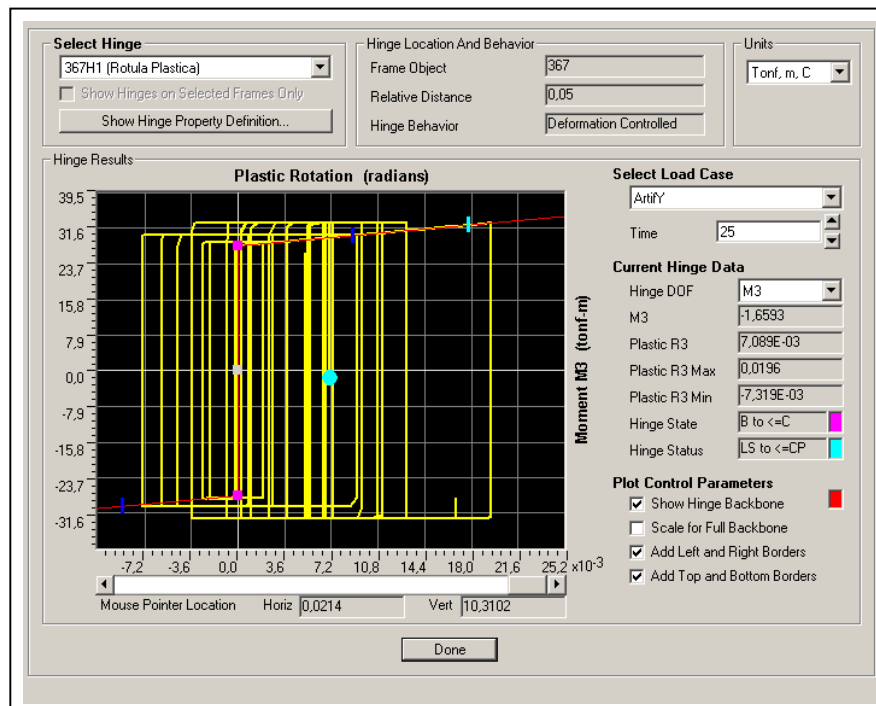 Select Hinge
367H1 (Rotula Plastica)
Show Hinges on Selected Frames Only
Show Hinge Property Definition...
Hinge Location And Behavior
Frame Object 367
Relative Distance 0,05
Hinge Behavior Deformation Controlled
Units
Tonf, m, C
Hinge Results
Plastic Rotation (radians)
39,5
31,6
23,7
15,8
7,9
0,0
-7,9
-15,8
-23,7
-31,6
-7,2 -3,6 0,0 3,6 7,2 10,8 14,4 18,0 21,6 25,2 x10-3
Moment M3 (tonf-m)
Mouse Pointer Location Horiz 0,0214 Vert 10,3102
Select Load Case
ArtifY
Time 25
Current Hinge Data
Hinge DOF M3
M3 -1,6593
Plastic R3 7,089E-03
Plastic R3 Max 0,0196
Plastic R3 Min -7,319E-03
Hinge State B to <=C
Hinge Status LS to <=CP
Plot Control Parameters
Show Hinge Backbone
Scale for Full Backbone
Add Left and Right Borders
Add Top and Bottom Borders
Done